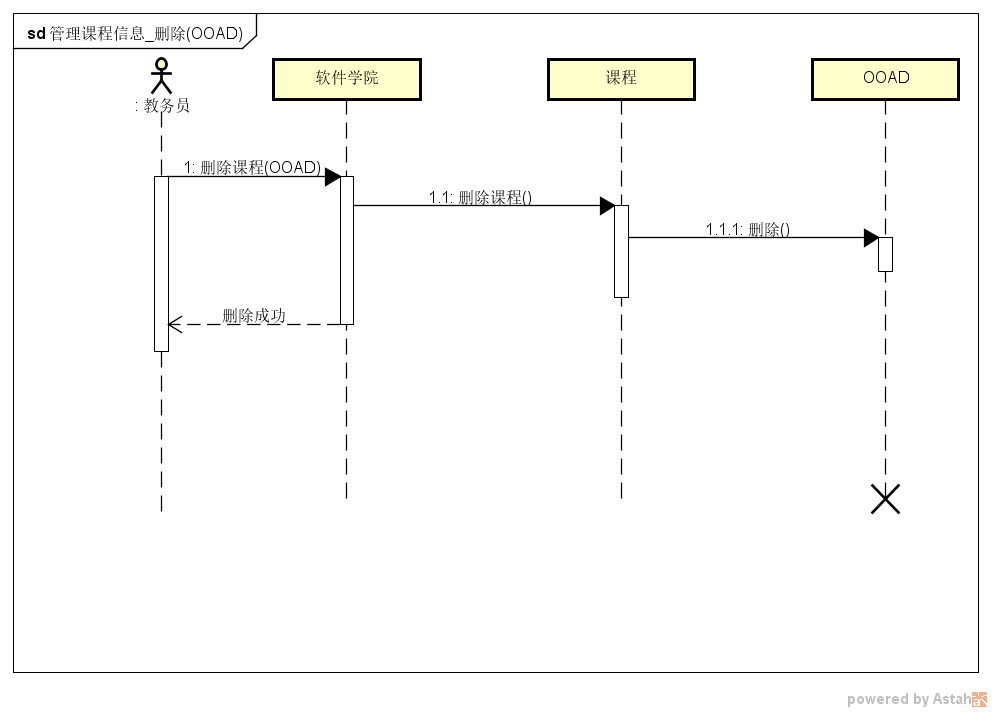 sd 管理课程信息_删除(OOAD)
: 教务员
软件学院
课程
OOAD
1: 删除课程(OOAD)
1.1: 删除课程()
1.1.1: 删除()
删除成功
powered by Astah